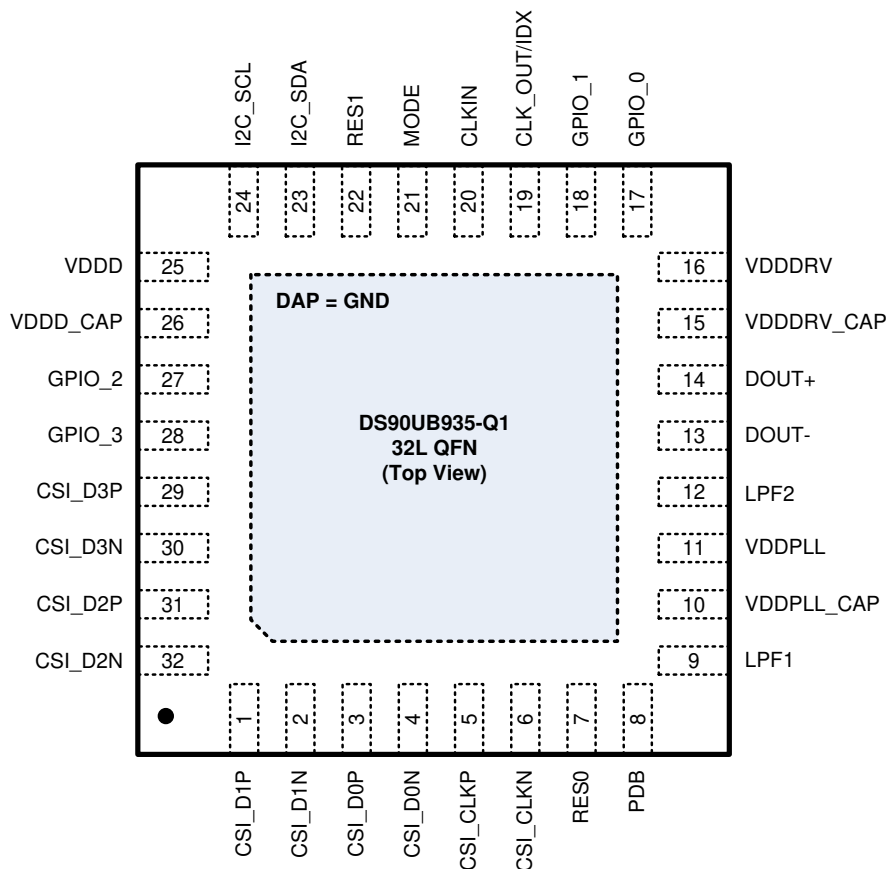 I2C_SCL
I2C_SDA
RES1
MODE
CLKIN
CLK_OUT/IDX
GPIO_1
GPIO_0
24
23
22
21
20
19
18
17
VDDD 25
VDDD_CAP 26
GPIO_2 27
GPIO_3 28
CSI_D3P 29
CSI_D3N 30
CSI_D2P 31
CSI_D2N 32
DAP = GND
DS90UB935-Q1
32L QFN
(Top View)
16 VDDDRV
15 VDDDRV_CAP
14 DOUT+
13 DOUT-
12 LPF2
11 VDDPLL
10 VDDPLL_CAP
9 LPF1
1
2
3
4
5
6
7
8
CSI_D1P
CSI_D1N
CSI_D0P
CSI_D0N
CSI_CLKP
CSI_CLKN
RES0
PDB